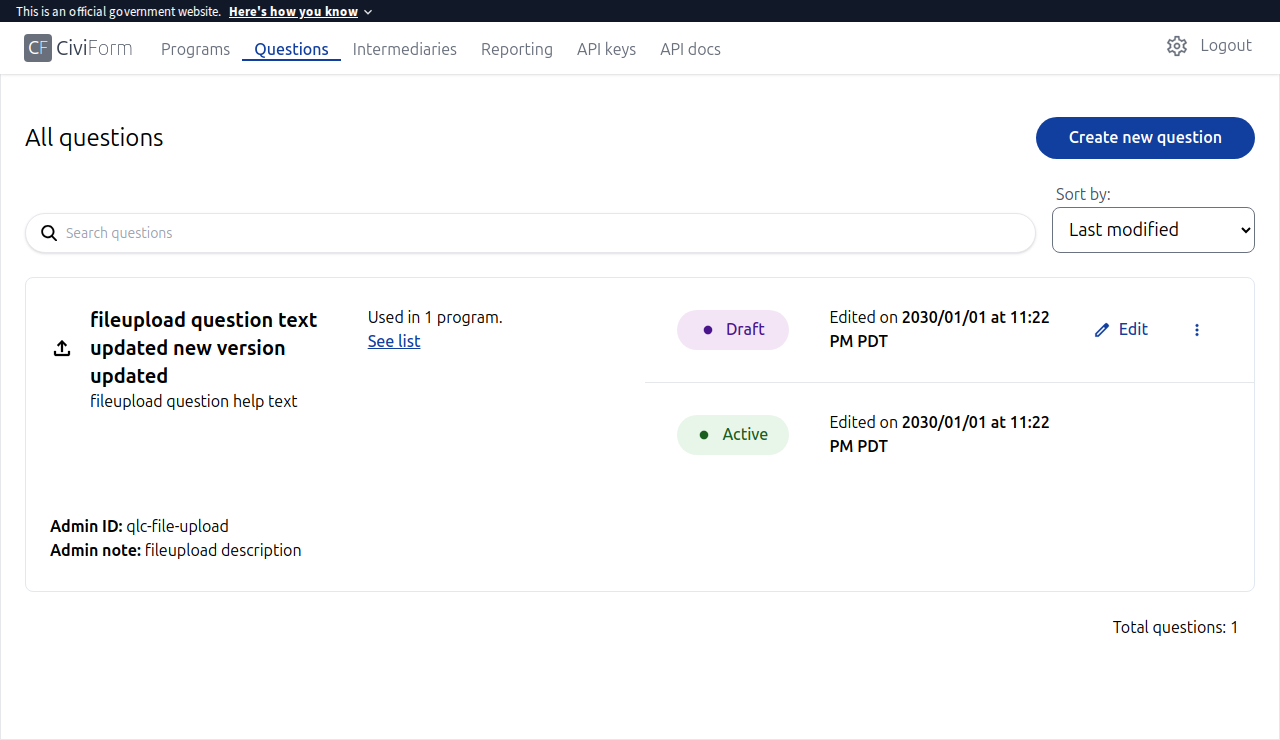 This is an official government website. Here's how you know
CF CiviForm Programs Questions Intermediaries Reporting API keys API docs Logout
All questions
Create new question
Sort by:
Search questions
Last modified
fileupload question text
updated new version
updated
fileupload question help text
Used in 1 program.
See list
Draft
Edited on 2030/01/01 at 11:22
PM PDT
Edit
Active
Edited on 2030/01/01 at 11:22
PM PDT
Admin ID: qlc-file-upload
Admin note: fileupload description
Total questions: 1